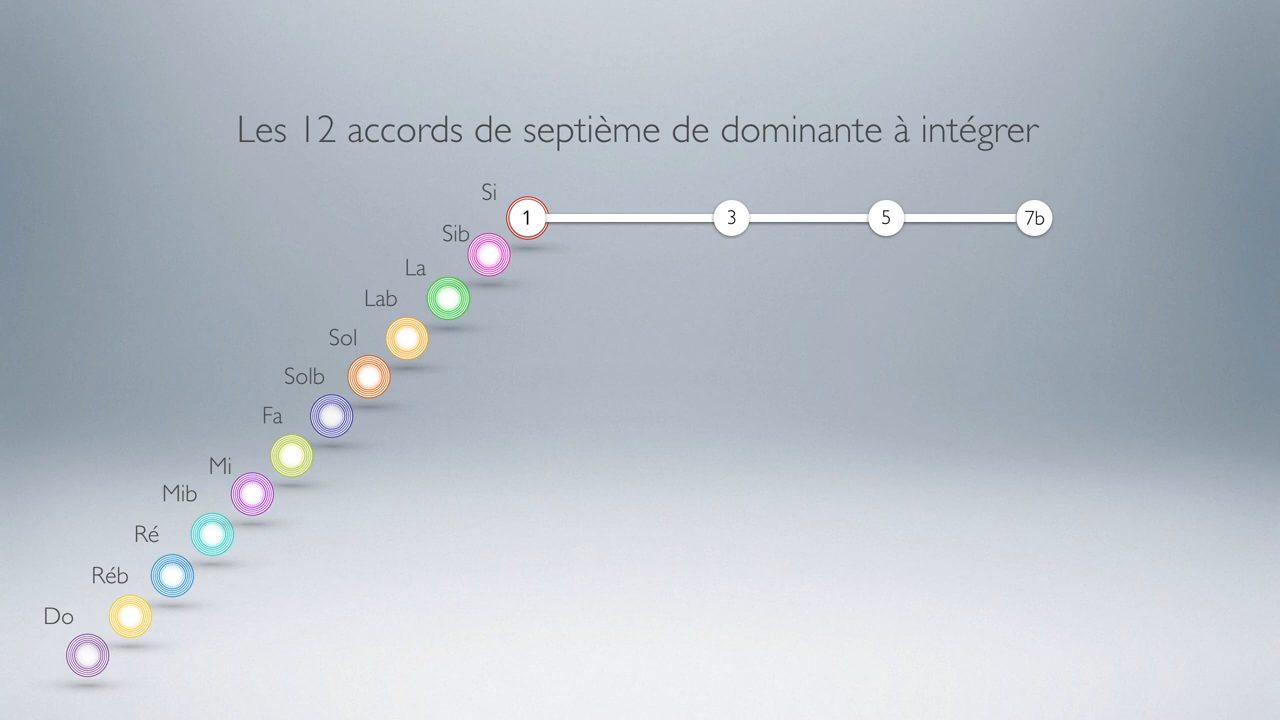 Les 12 accords de septième de dominante à intégrer
Si
1 3 5 7b
Sib
La
Lab
Sol
Solb
Fa
Mi
Mib
Ré
Réb
Do